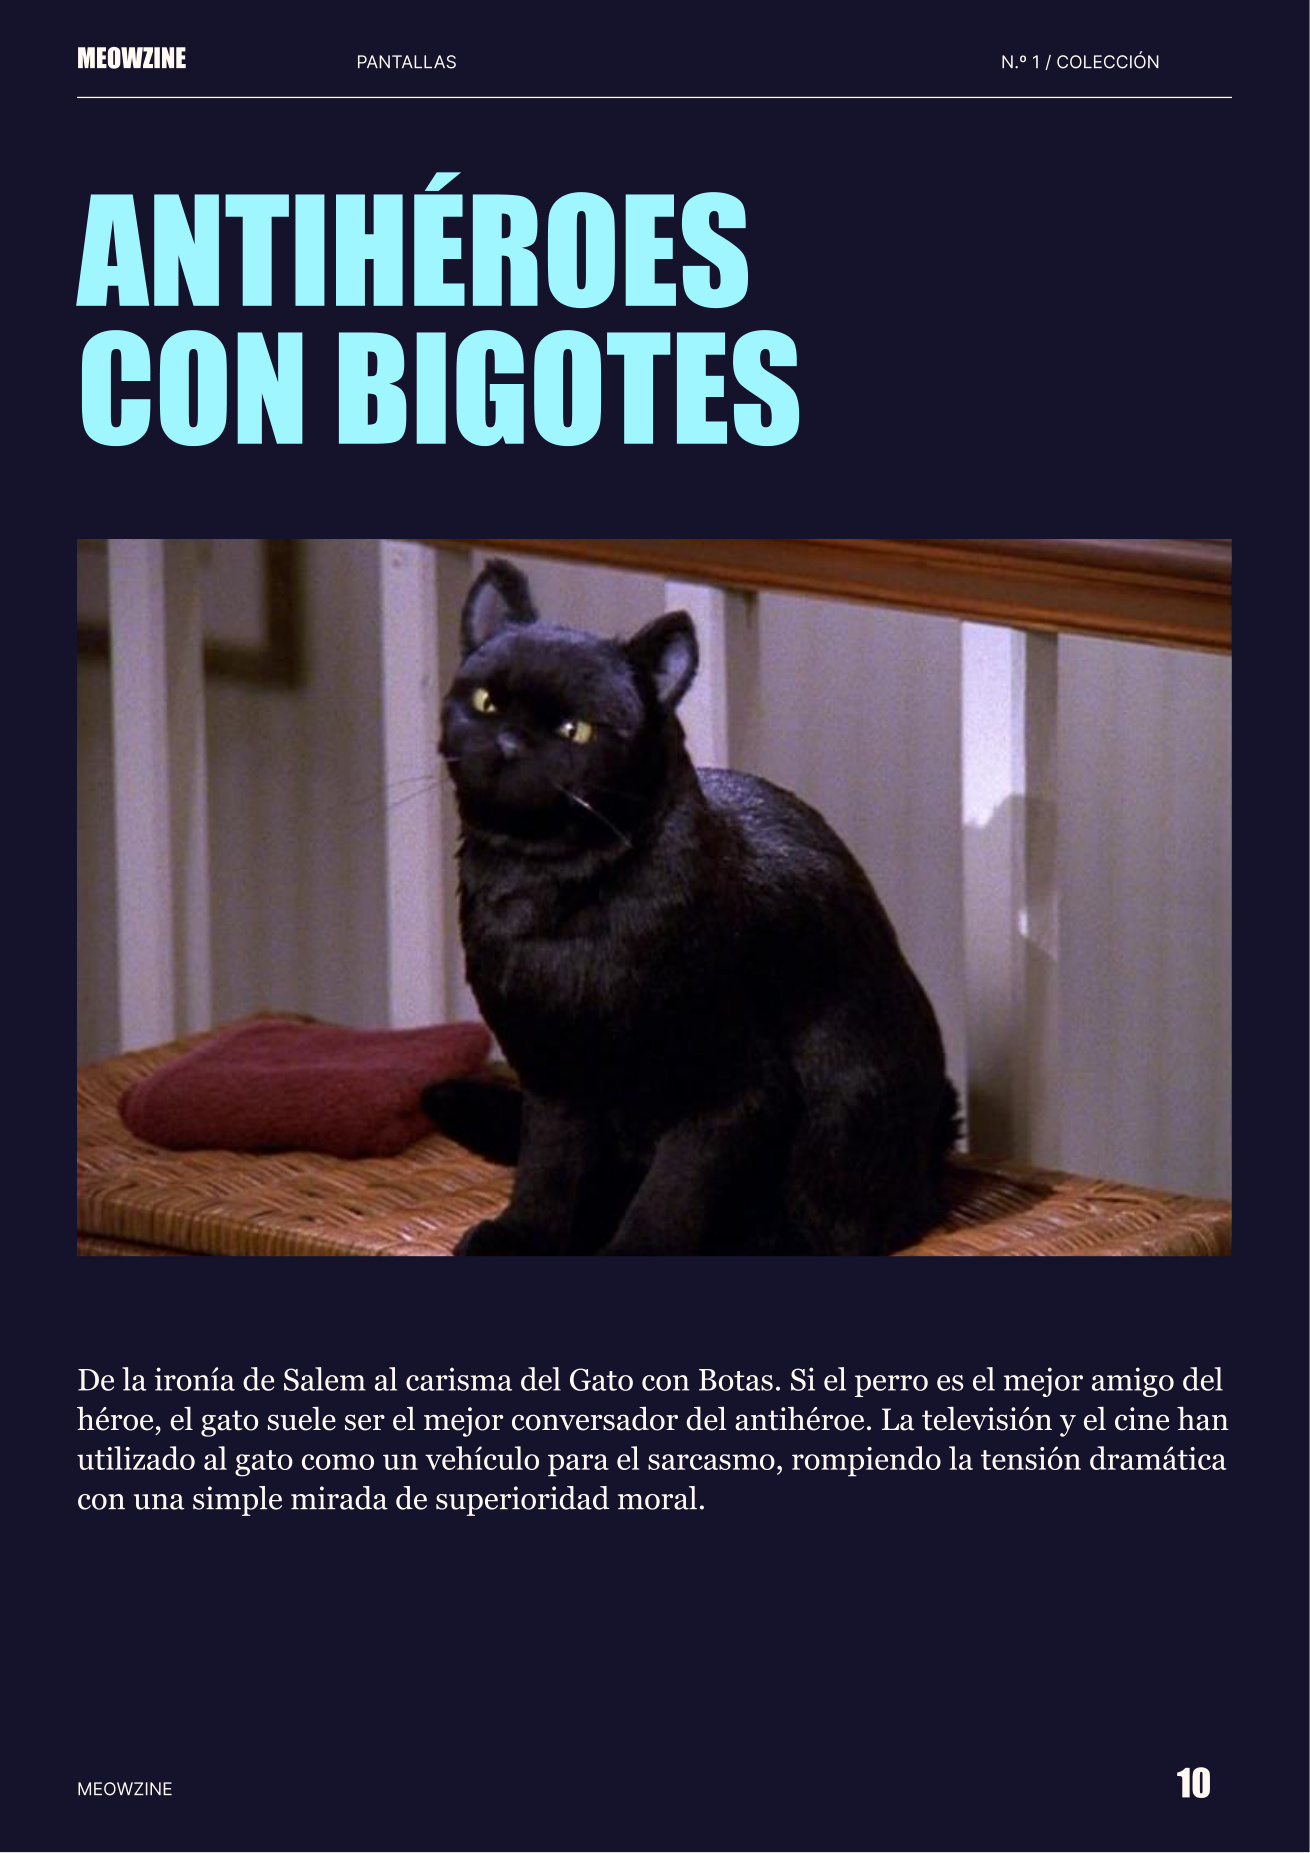 MEOWZINE
PANTALLAS
N.º 1 / COLECCIÓN
ANTIHÉROES
CON BIGOTES
De la ironía de Salem al carisma del Gato con Botas. Si el perro es el mejor amigo del
héroe, el gato suele ser el mejor conversador del antihéroe. La televisión y el cine han
utilizado al gato como un vehículo para el sarcasmo, rompiendo la tensión dramática
con una simple mirada de superioridad moral.
MEOWZINE
10